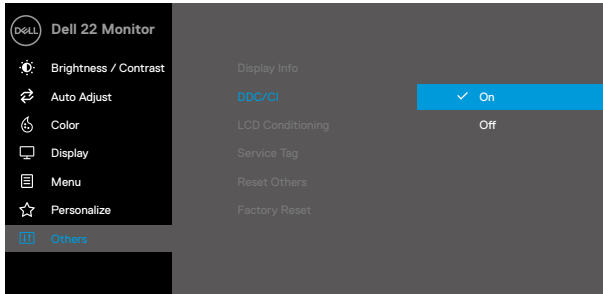 DELL Dell 22 Monitor
Brightness / Contrast
Auto Adjust
Color
Display
Menu
Personalize
Others
Display Info
DDC/CI
LCD Conditioning
Service Tag
Reset Others
Factory Reset
On
Off